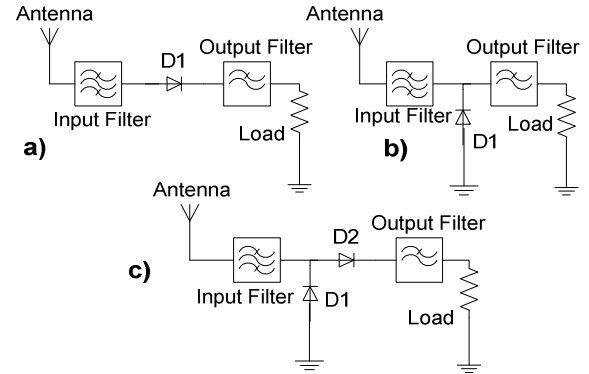 Antenna
D1
Output Filter
Input Filter
Load
a)
Antenna
Output Filter
Input Filter
D1
Load
b)
Antenna
D2
Output Filter
c)
Input Filter
D1
Load